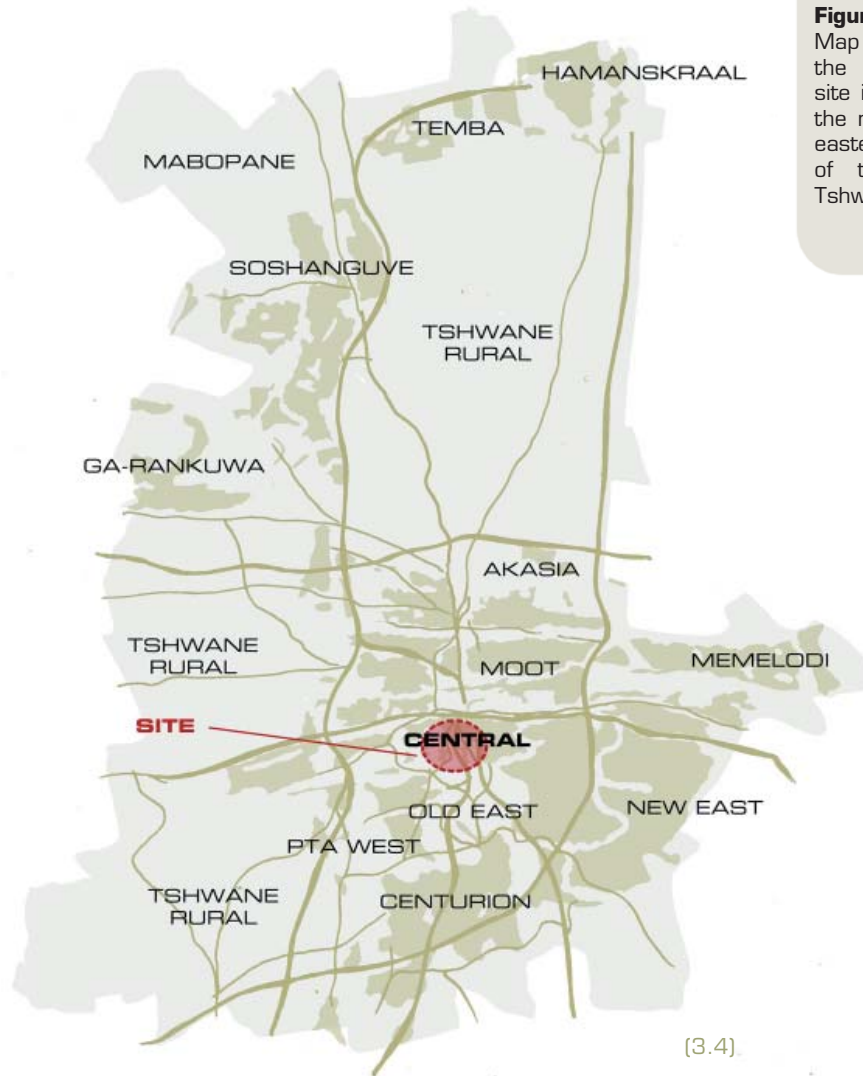 Figur
Map
the
site i
the r
easte
of t
Tshw
HAMANSKRAAL
TEMBA
MABOPANE
SOSHANGUVE
TSHWANE
RURAL
GA-RANKUWA
AKASIA
TSHWANE
RURAL
MOOT
MEMELODI
SITE
CENTRAL
OLD EAST
NEW EAST
PTA WEST
TSHWANE
RURAL
CENTURION
(3.4)